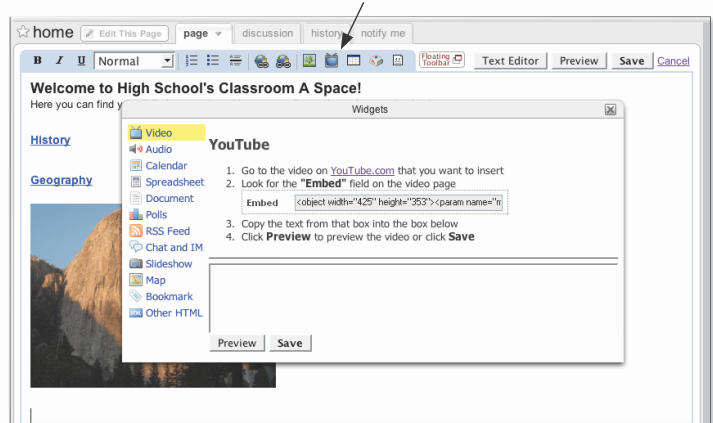 home Edit This Page page discussion history notify me
B I U Normal Floating Toolbar Text Editor Preview Save Cancel
Welcome to High School's Classroom A Space!
Here you can find y
Widgets
History
Geography
Video
Audio
Calendar
Spreadsheet
Document
Polls
RSS Feed
Chat and IM
Slideshow
Map
Bookmark
HTML Other HTML
YouTube
1. Go to the video on YouTube.com that you want to insert
2. Look for the "Embed" field on the video page
Embed <object width="425" height="353"><param name="m
3. Copy the text from that box into the box below
4. Click Preview to preview the video or click Save
Preview Save